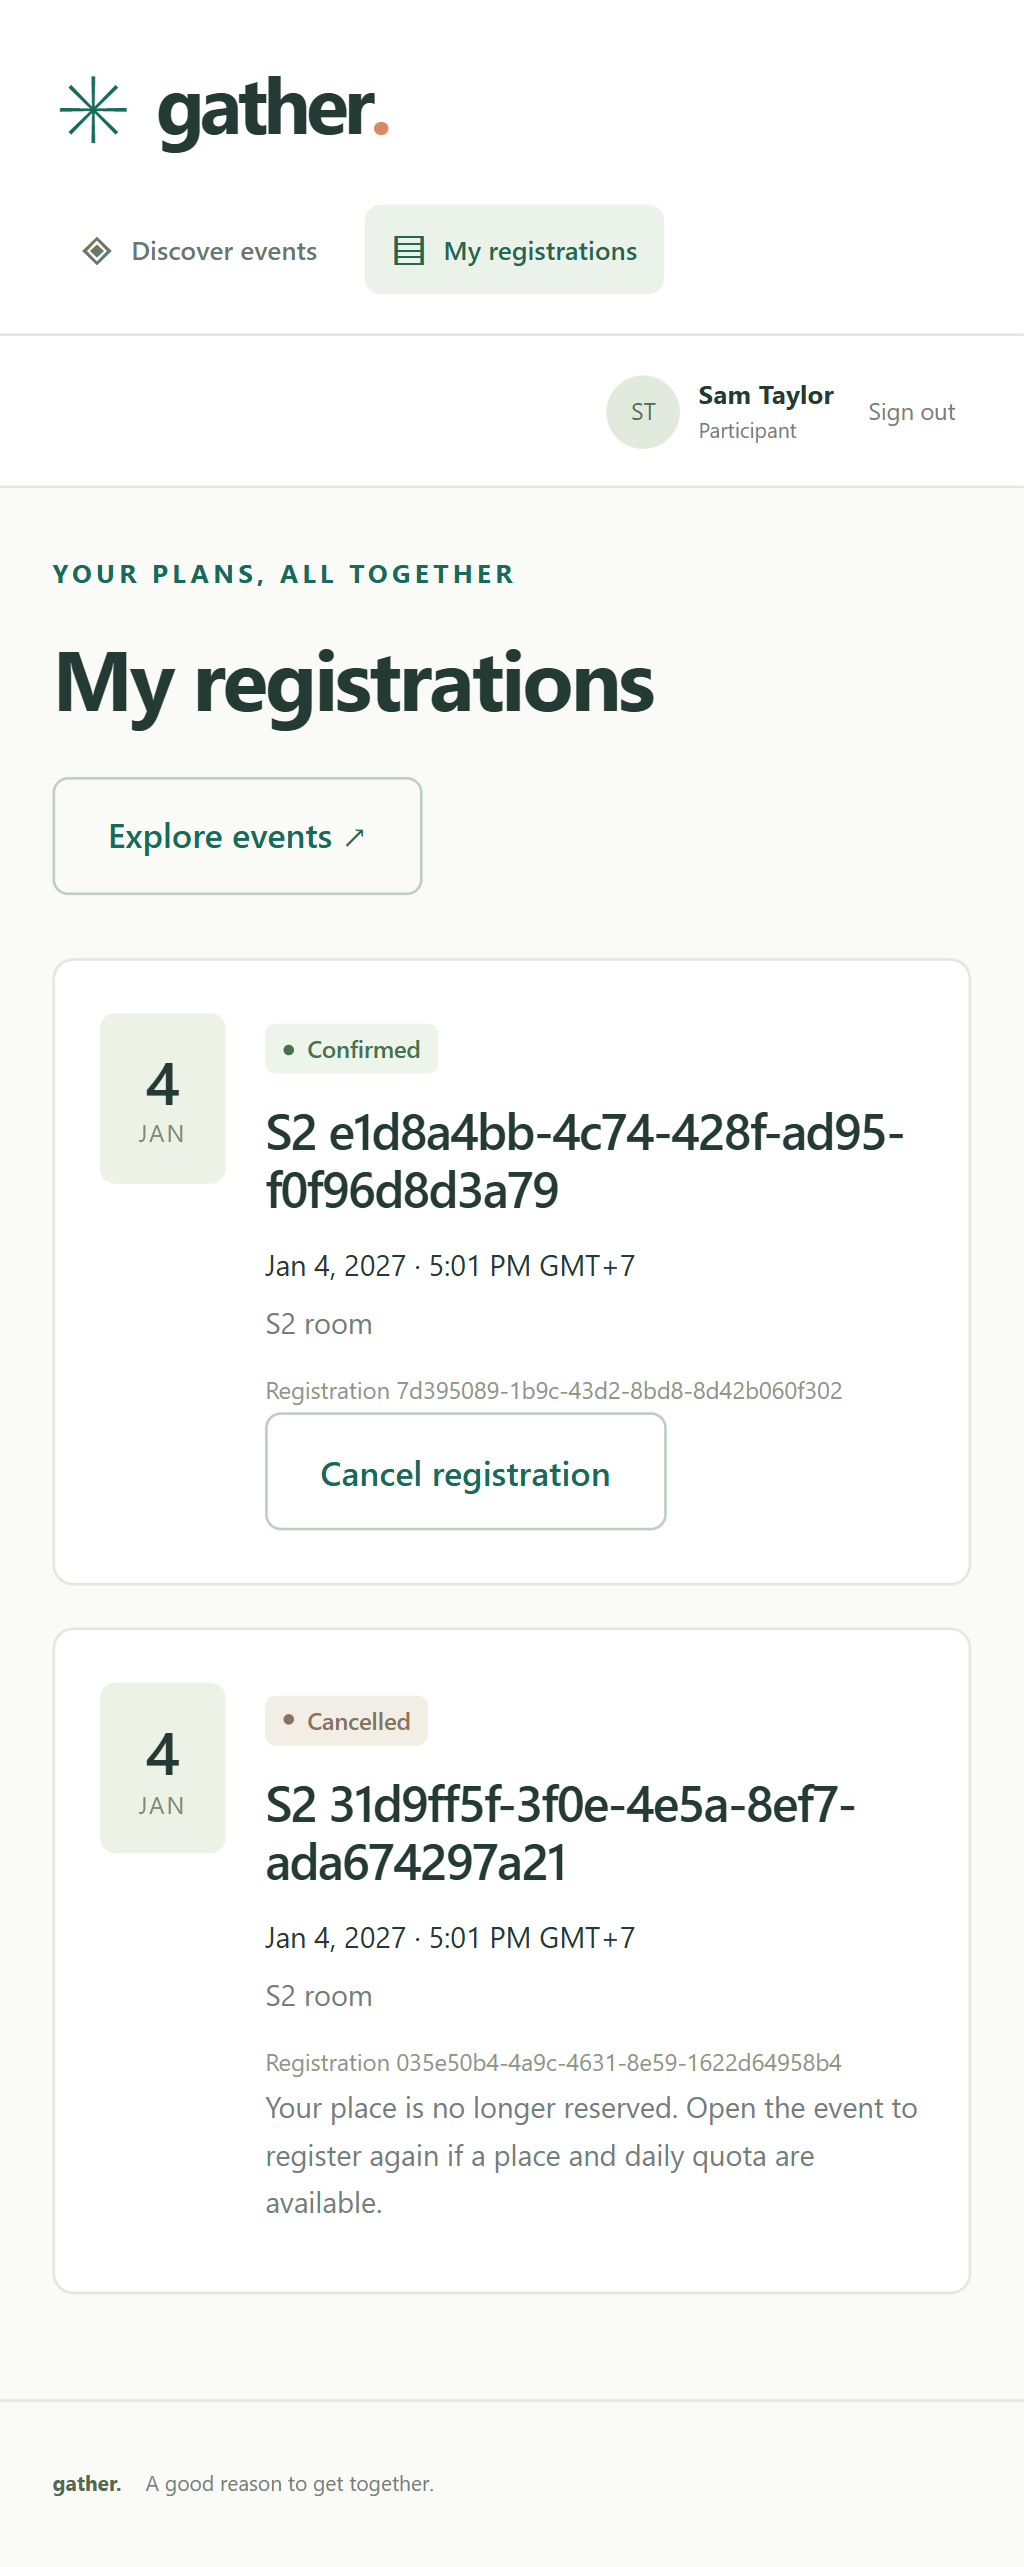 gather.
Discover events
My registrations
ST
Sam Taylor
Participant
Sign out
YOUR PLANS, ALL TOGETHER
My registrations
Explore events ↗
4
JAN
Confirmed
S2 e1d8a4bb-4c74-428f-ad95-
f0f96d8d3a79
Jan 4, 2027 · 5:01 PM GMT+7
S2 room
Registration 7d395089-1b9c-43d2-8bd8-8d42b060f302
Cancel registration
4
JAN
Cancelled
S2 31d9ff5f-3f0e-4e5a-8ef7-
ada674297a21
Jan 4, 2027 · 5:01 PM GMT+7
S2 room
Registration 035e50b4-4a9c-4631-8e59-1622d64958b4
Your place is no longer reserved. Open the event to
register again if a place and daily quota are
available.
gather. A good reason to get together.